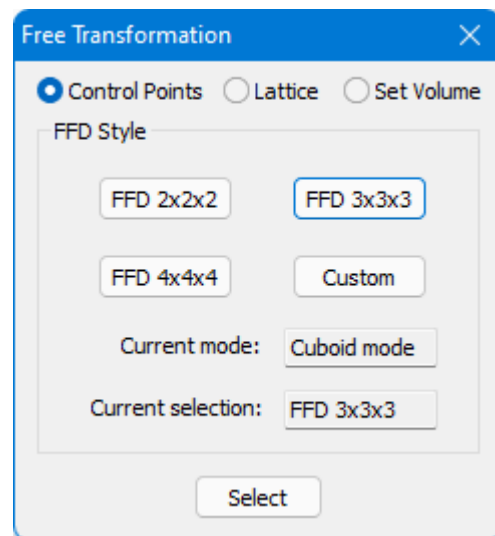 Free Transformation
Control Points Lattice Set Volume
FFD Style
FFD 2x2x2 FFD 3x3x3
FFD 4x4x4 Custom
Current mode: Cuboid mode
Current selection: FFD 3x3x3
Select